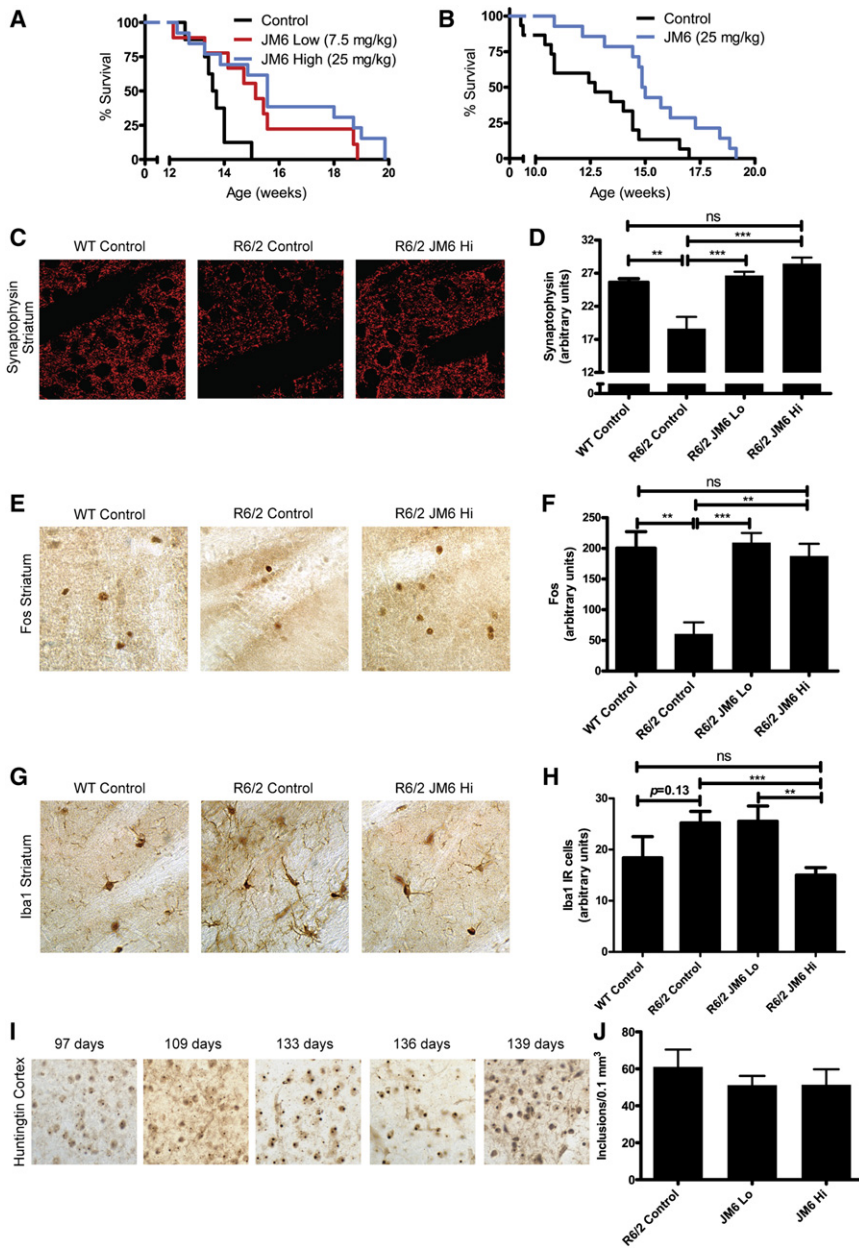 A
% Survival
100
75
50
25
0
0
12
14
16
18
20
Age (weeks)
Control
JM6 Low (7.5 mg/kg)
JM6 High (25 mg/kg)
B
% Survival
100
75
50
25
0
0
10.0
12.5
15.0
17.5
20.0
Age (weeks)
Control
JM6 (25 mg/kg)
C
WT Control
R6/2 Control
R6/2 JM6 Hi
Synaptophysin
Striatum
D
ns
***
** ***
Synaptophysin
(arbitrary units)
32
27
22
17
12
0
WT Control
R6/2 Control
R6/2 JM6 Lo
R6/2 JM6 Hi
E
WT Control
R6/2 Control
R6/2 JM6 Hi
Fos Striatum
F
ns
**
** ***
Fos
(arbitrary units)
250
200
150
100
50
0
WT Control
R6/2 Control
R6/2 JM6 Lo
R6/2 JM6 Hi
G
WT Control
R6/2 Control
R6/2 JM6 Hi
Iba1 Striatum
H
ns
***
p=0.13
**
Iba1 IR cells
(arbitrary units)
30
20
10
0
WT Control
R6/2 Control
R6/2 JM6 Lo
R6/2 JM6 Hi
I
97 days
109 days
133 days
136 days
139 days
Huntingtin Cortex
J
Inclusions/0.1 mm³
80
60
40
20
0
R6/2 Control
JM6 Lo
JM6 Hi